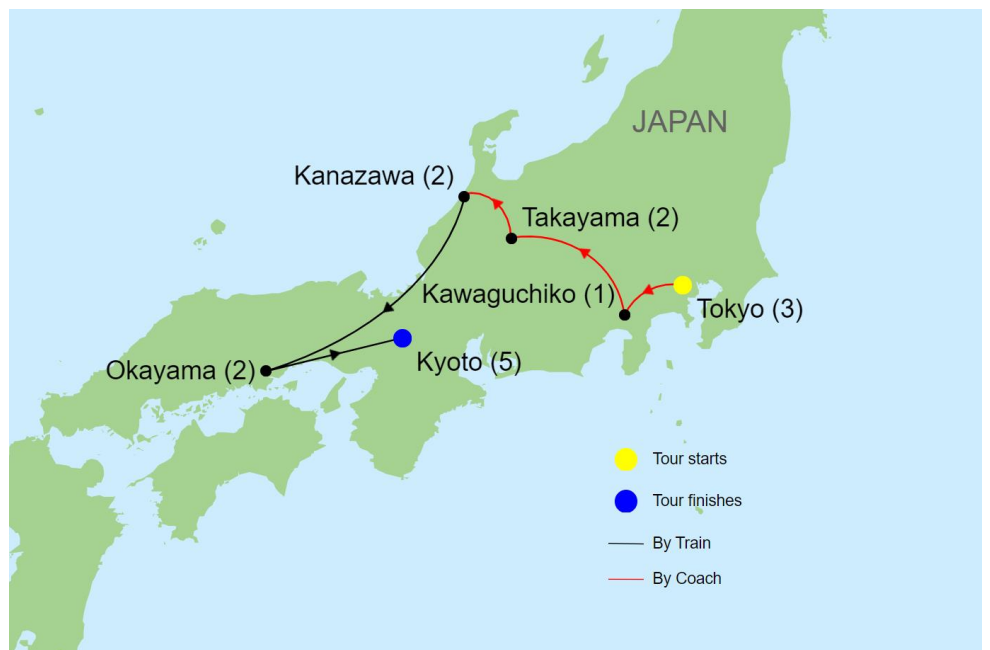 JAPAN
Kanazawa (2)
Takayama (2)
Kawaguchiko (1)
Tokyo (3)
Okayama (2)
Kyoto (5)
Tour starts
Tour finishes
By Train
By Coach